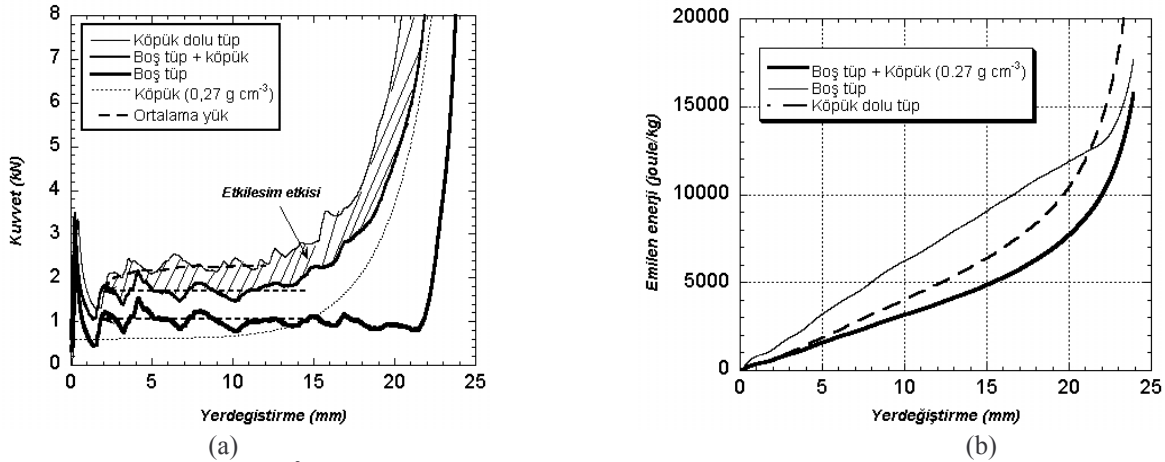 8
7
6
5
4
3
2
1
0
Kuvvet (kN)
Köpük dolu tüp
Boş tüp + köpük
Boş tüp
Köpük (0,27 g cm-3)
Ortalama yük
Etkilesim etkisi
0 5 10 15 20 25
Yerdegistirme (mm)
(a)
20000
15000
10000
5000
0
Emilen enerji (joule/kg)
Boş tüp + Köpük (0.27 g cm-3)
Boş tüp
Köpük dolu tüp
0 5 10 15 20 25
Yerdeğiştirme (mm)
(b)